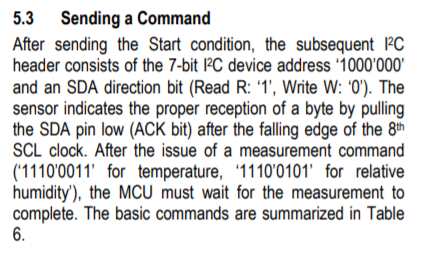 5.3 Sending a Command
After sending the Start condition, the subsequent I²C
header consists of the 7-bit I²C device address ‘1000’000’
and an SDA direction bit (Read R: ‘1’, Write W: ‘0’). The
sensor indicates the proper reception of a byte by pulling
the SDA pin low (ACK bit) after the falling edge of the 8th
SCL clock. After the issue of a measurement command
(‘1110’0011’ for temperature, ‘1110’0101’ for relative
humidity’), the MCU must wait for the measurement to
complete. The basic commands are summarized in Table
6.